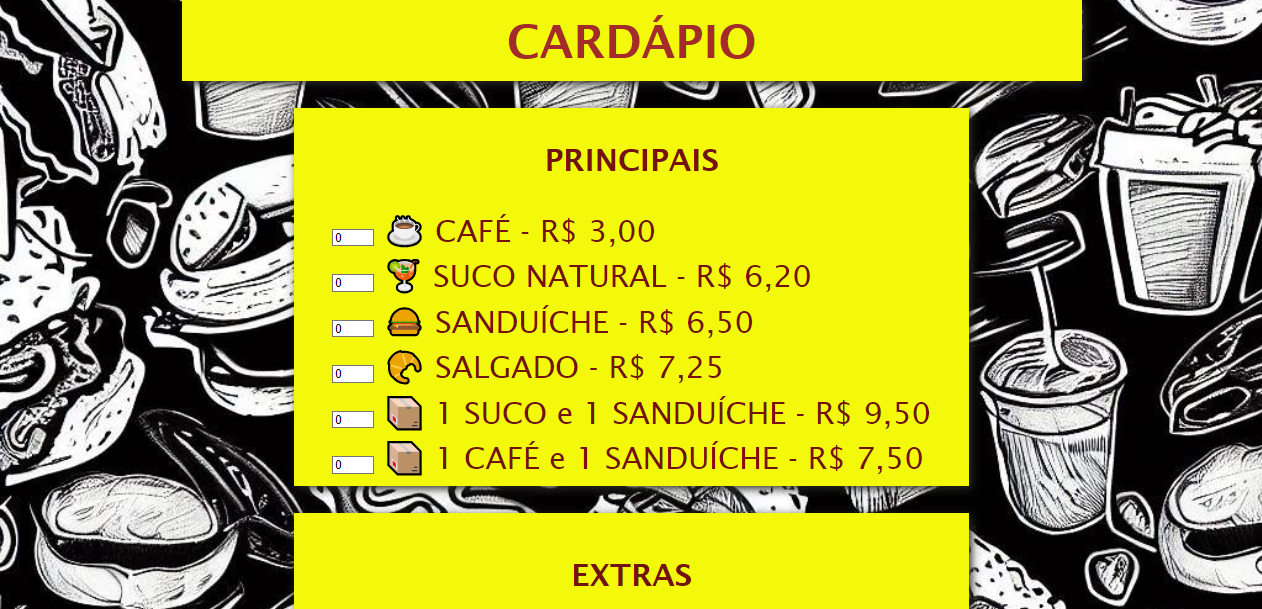 CARDÁPIO
PRINCIPAIS
0 CAFÉ - R$ 3,00
0 SUCO NATURAL - R$ 6,20
0 SANDUÍCHE - R$ 6,50
0 SALGADO - R$ 7,25
0 1 SUCO e 1 SANDUÍCHE - R$ 9,50
0 1 CAFÉ e 1 SANDUÍCHE - R$ 7,50
EXTRAS